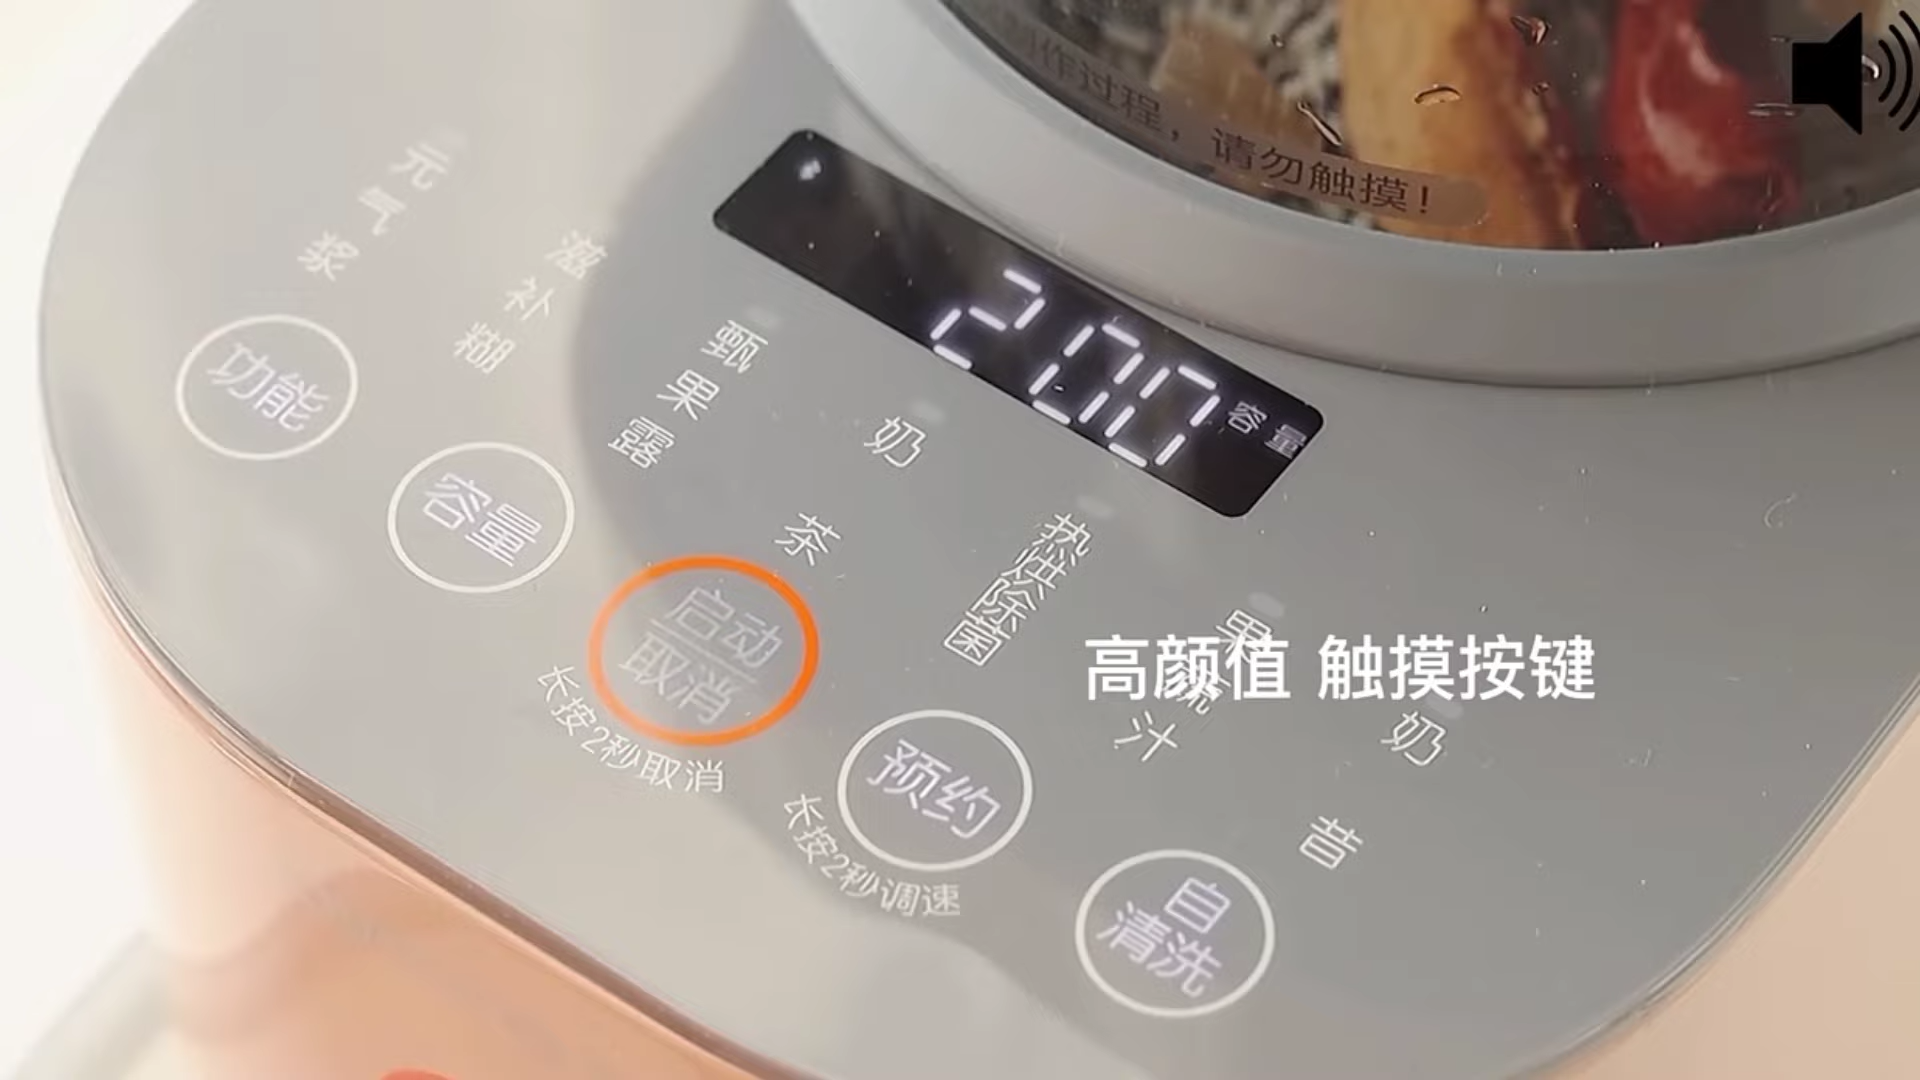 作过程，请勿触摸！
200
容量
元气浆
滋补糊
甄果露
奶茶
热烘除菌
果蔬汁
奶昔
功能
容量
启动
取消
长按2秒取消
预约
长按2秒调速
自
清洗
高颜值 触摸按键